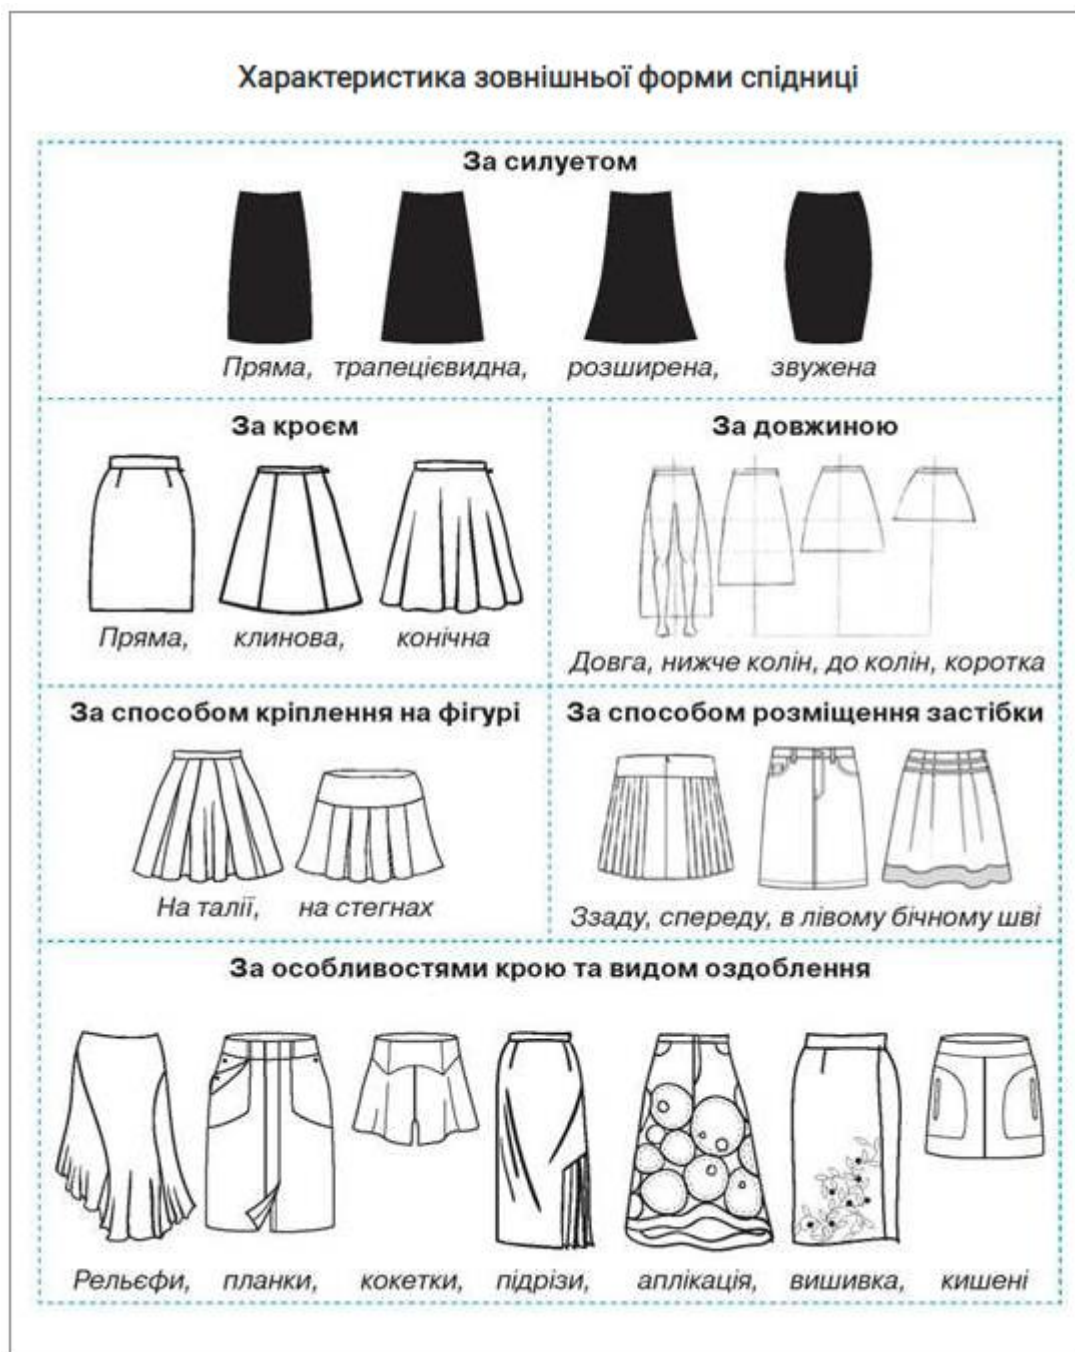 Характеристика зовнішньої форми спідниці
За силуетом
Пряма, трапецієвидна, розширена, звужена
За кроєм
Пряма, клинова, конічна
За довжиною
Довга, нижче колін, до колін, коротка
За способом кріплення на фігурі
На талії, на стегнах
За способом розміщення застібки
Ззаду, спереду, в лівому бічному шві
За особливостями крою та видом оздоблення
Рельєфи, планки, кокетки, підрізи, аплікація, вишивка, кишені